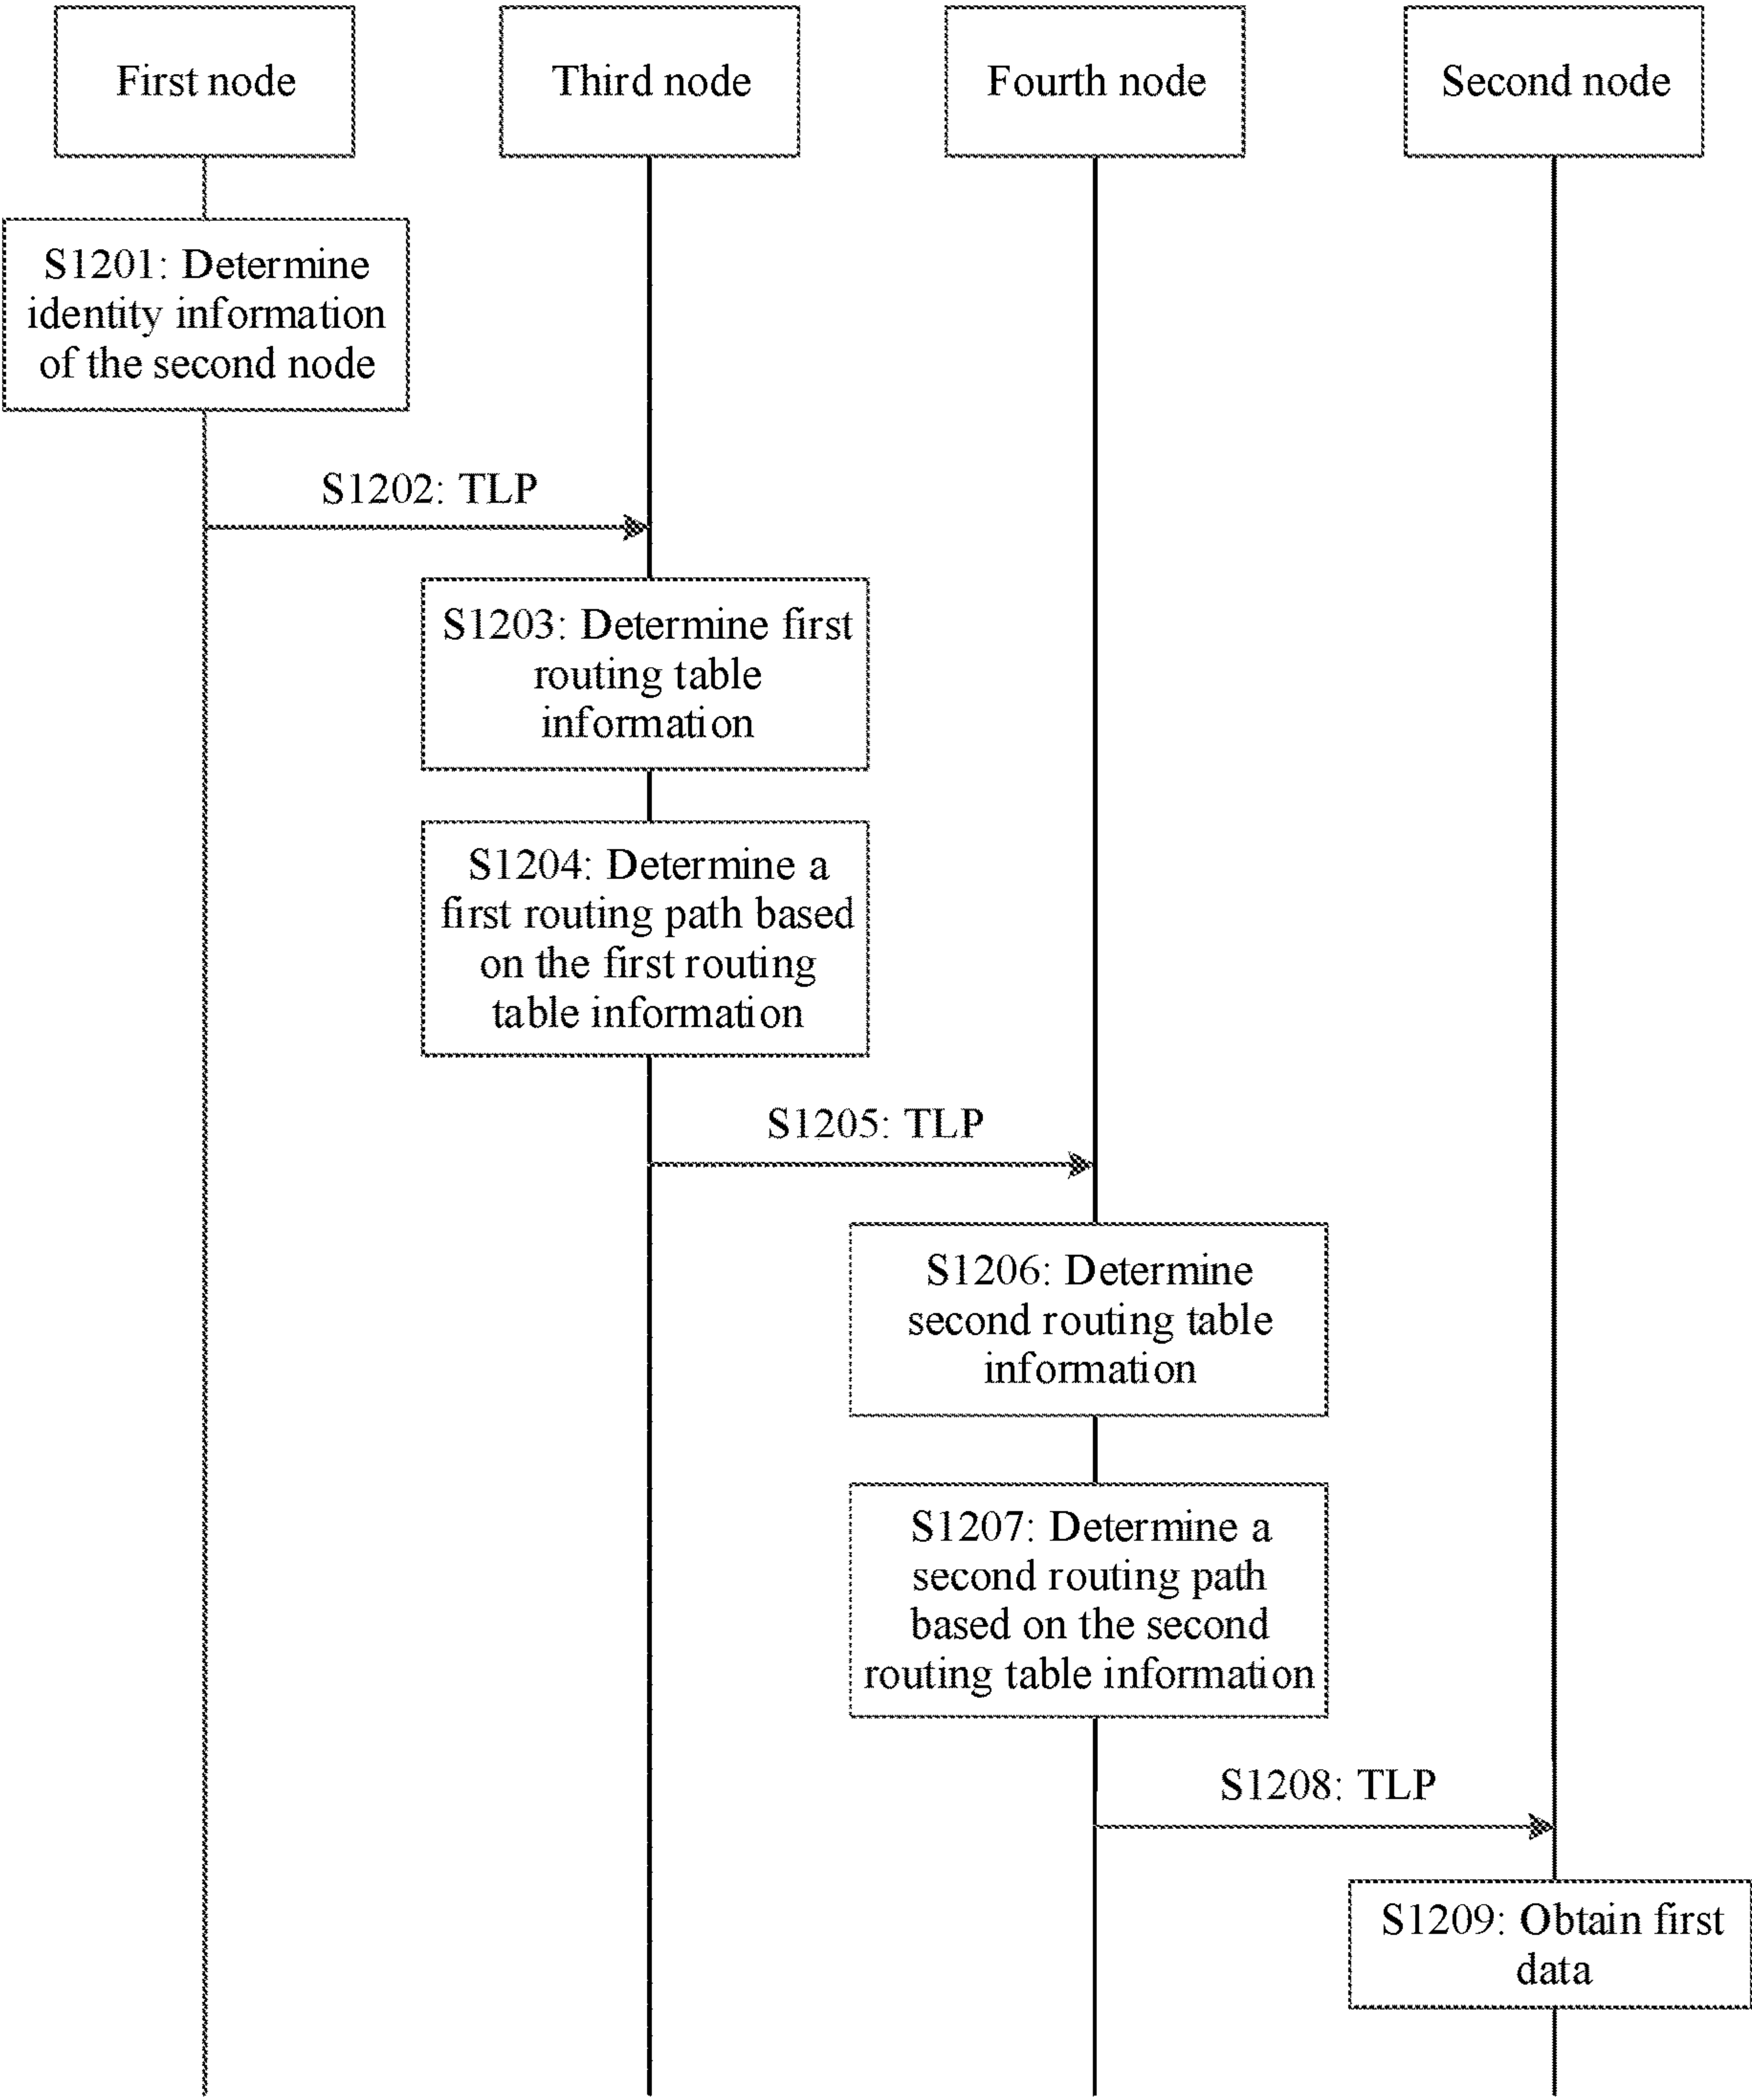 First node
Third node
Fourth node
Second node
S1201: Determine
identity information
of the second node
S1202: TLP
S1203: Determine first
routing table
information
S1204: Determine a
first routing path based
on the first routing
table information
S1205: TLP
S1206: Determine
second routing table
information
S1207: Determine a
second routing path
based on the second
routing table information
S1208: TLP
S1209: Obtain first
data